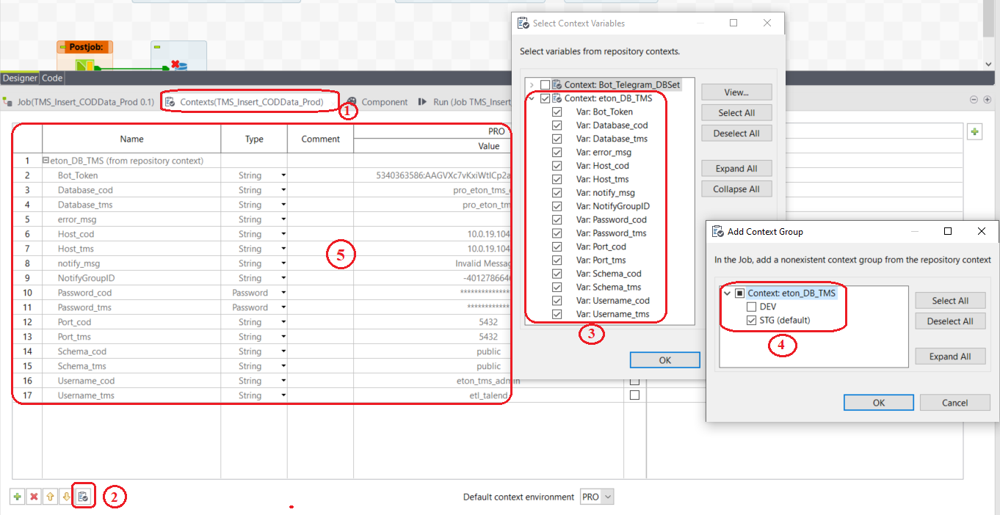 Postjob:
Designer Code
Job(TMS_Insert_CODData_Prod 0.1) Contexts(TMS_Insert_CODData_Prod) Component Run (Job TMS_Insert
1
Name Type Comment PRO
Value
1 eton_DB_TMS (from repository context)
2 Bot_Token String 5340363586:AAGVXc7vKxiWtICp2a
3 Database_cod String pro_eton_tms_
4 Database_tms String pro_eton_tm
5 error_msg String
6 Host_cod String 10.0.19.104
7 Host_tms String 10.0.19.104
8 notify_msg String Invalid Messag
9 NotifyGroupID String -401278664
10 Password_cod Password **************
11 Password_tms Password ************
12 Port_cod String 5432
13 Port_tms String 5432
14 Schema_cod String public
15 Schema_tms String public
16 Username_cod String eton_tms_admin
17 Username_tms String etl_talend
5
2
Default context environment PRO
Select Context Variables
Select variables from repository contexts.
Context: Bot_Telegram_DBSet
Context: eton_DB_TMS
Var: Bot_Token
Var: Database_cod
Var: Database_tms
Var: error_msg
Var: Host_cod
Var: Host_tms
Var: notify_msg
Var: NotifyGroupID
Var: Password_cod
Var: Password_tms
Var: Port_cod
Var: Port_tms
Var: Schema_cod
Var: Schema_tms
Var: Username_cod
Var: Username_tms
3
View...
Select All
Deselect All
Expand All
Collapse All
OK
Add Context Group
In the Job, add a nonexistent context group from the repository context
Context: eton_DB_TMS
DEV
STG (default)
4
Select All
Deselect All
Expand All
OK Cancel